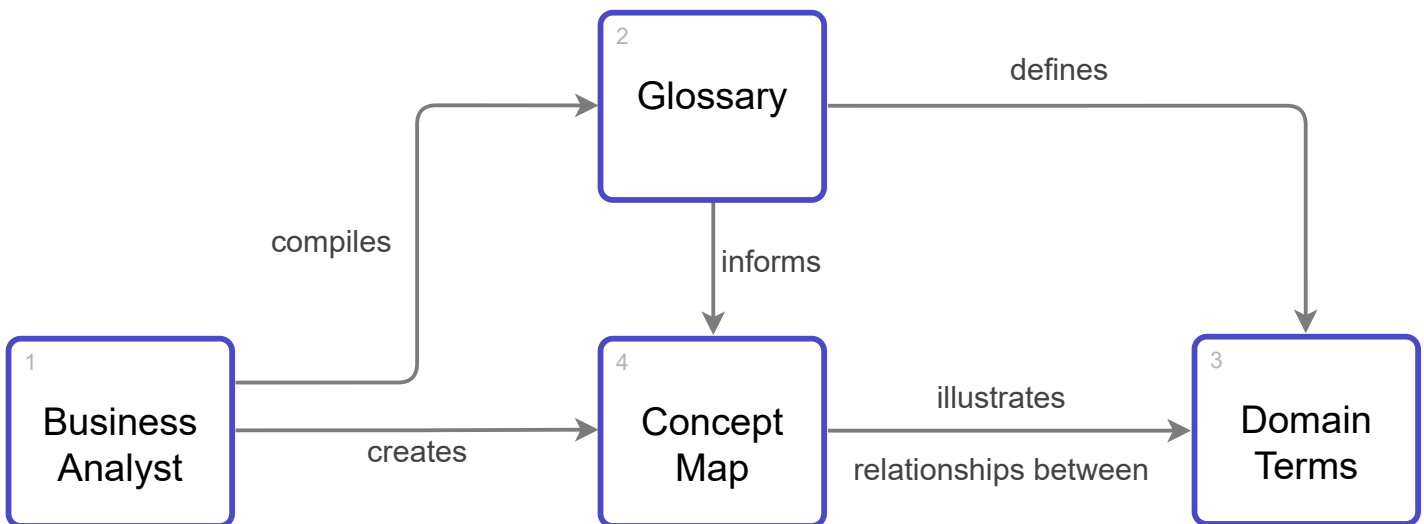 2
Glossary
defines
compiles
informs
1
Business
Analyst
creates
4
Concept
Map
illustrates
relationships between
3
Domain
Terms